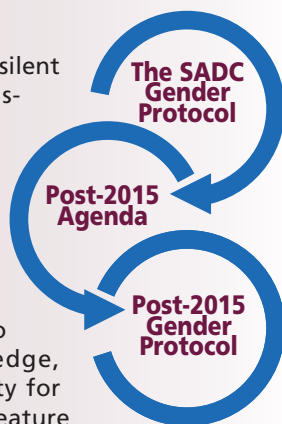 silent
s-
The SADC
Gender
Protocol
Post-2015
Agenda
Post-2015
Gender
Protocol
edge,
ty for
eature